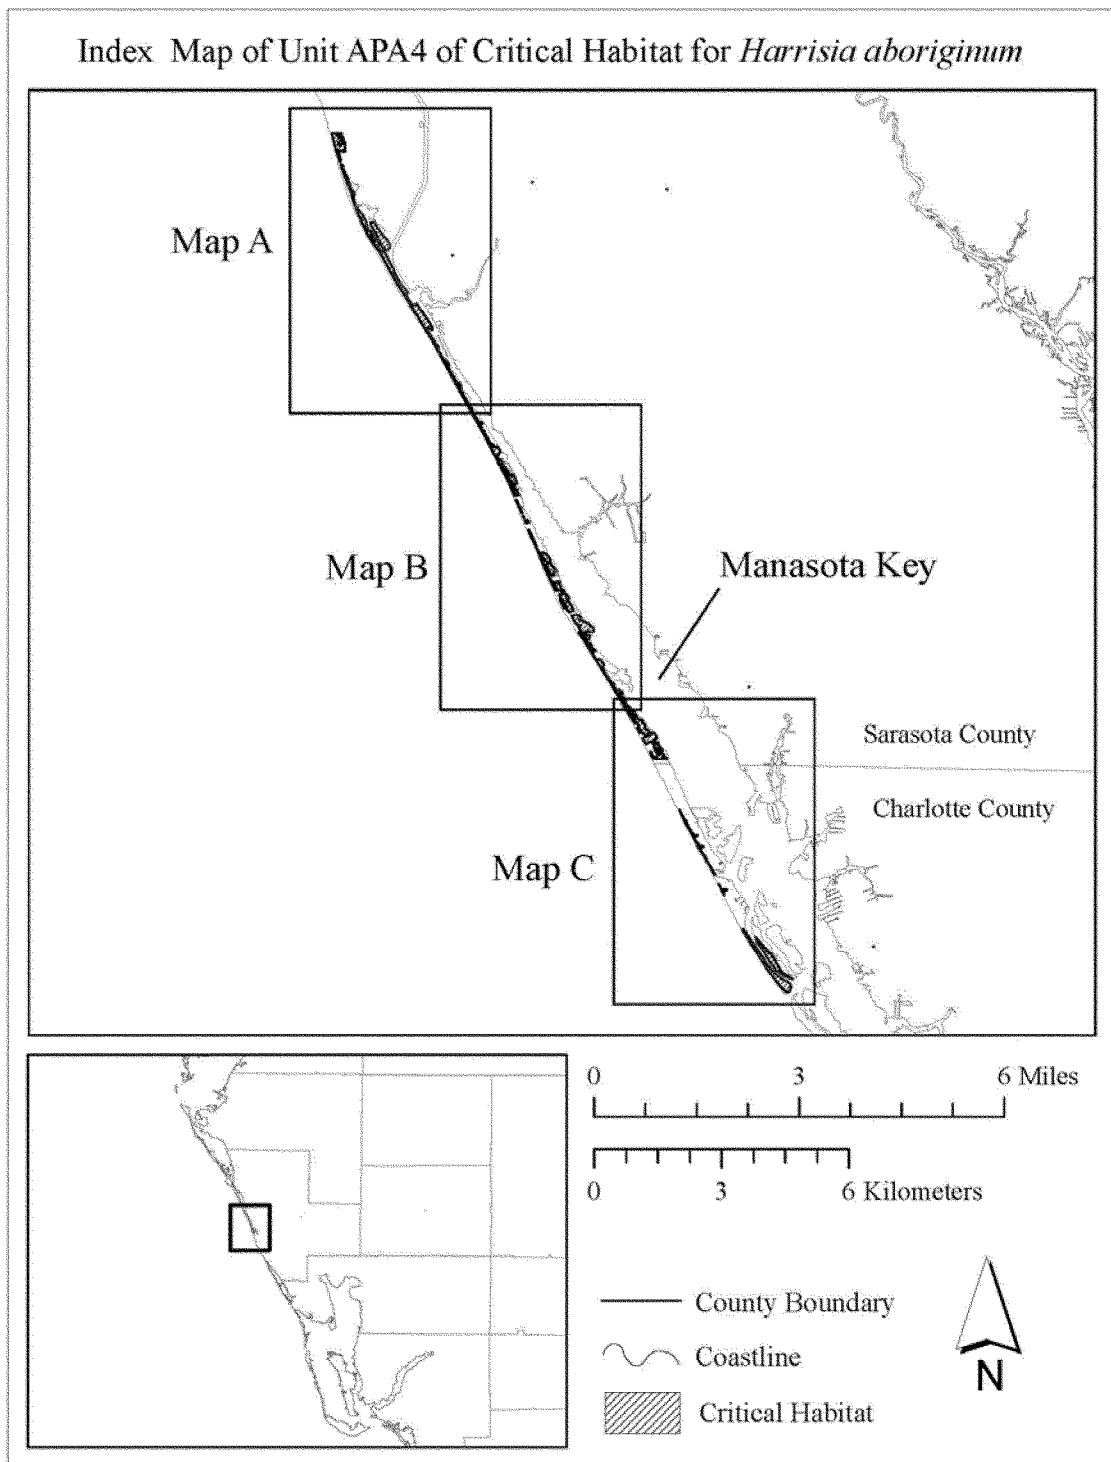 Index Map of Unit APA4 of Critical Habitat for Harrisia aboriginum
Map A
Map B
Manasota Key
Sarasota County
Charlotte County
Map C
0 3 6 Miles
0 3 6 Kilometers
County Boundary
Coastline
Critical Habitat
N